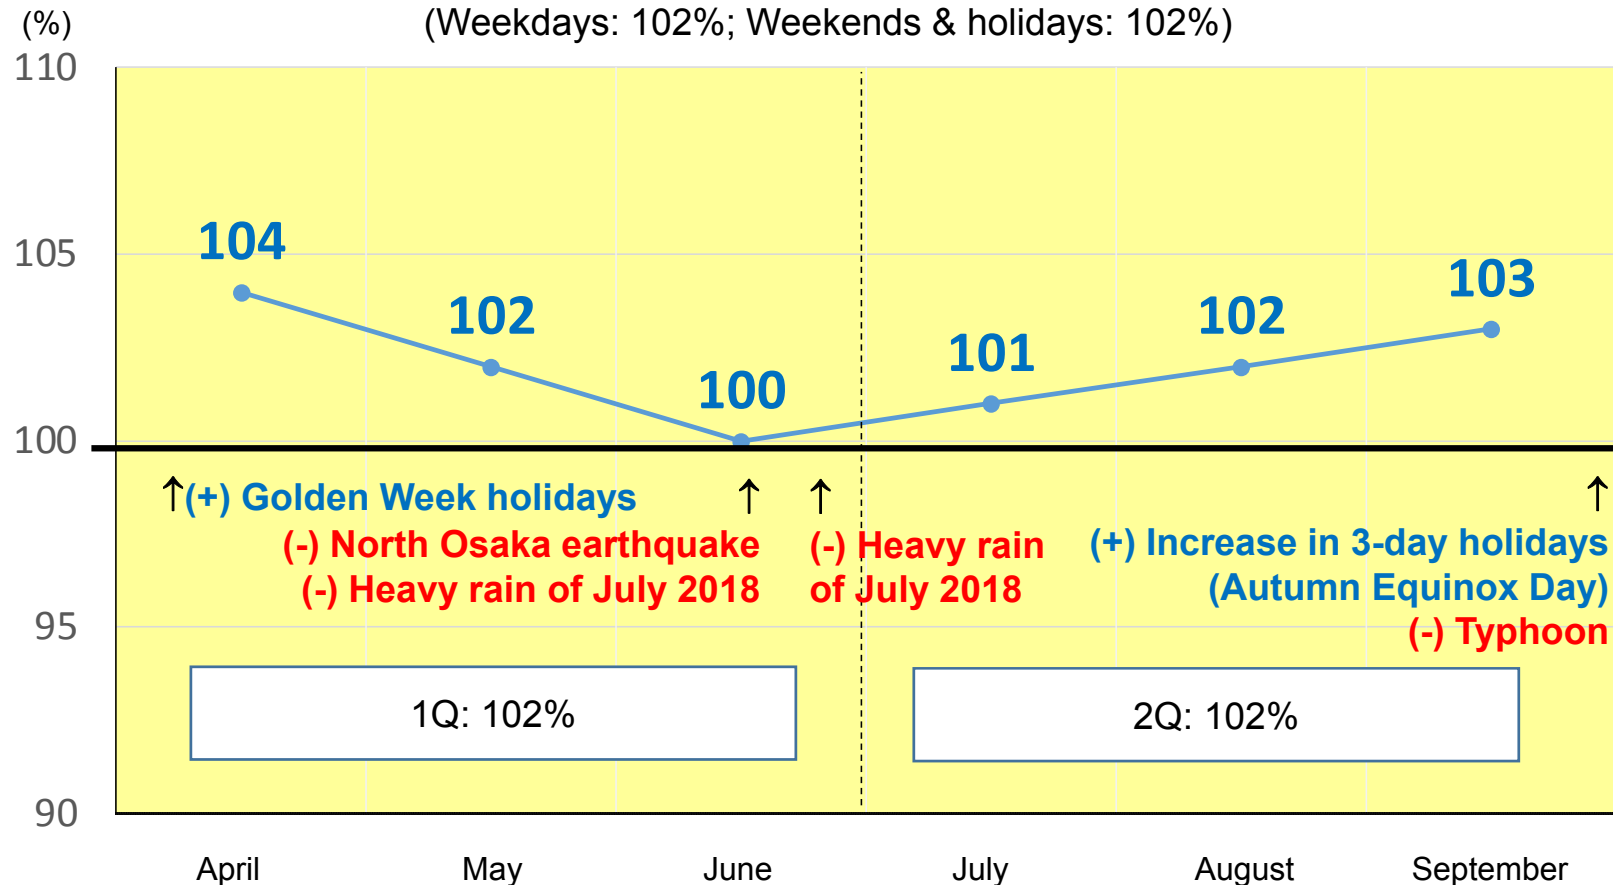 (%)
(Weekdays: 102%; Weekends & holidays: 102%)
110
105
100
95
90
104
102
100
101
102
103
↑(+) Golden Week holidays
↑
(-) North Osaka earthquake
(-) Heavy rain of July 2018
↑
(-) Heavy rain
of July 2018
↑
(+) Increase in 3-day holidays
(Autumn Equinox Day)
(-) Typhoon
1Q: 102%
2Q: 102%
April
May
June
July
August
September